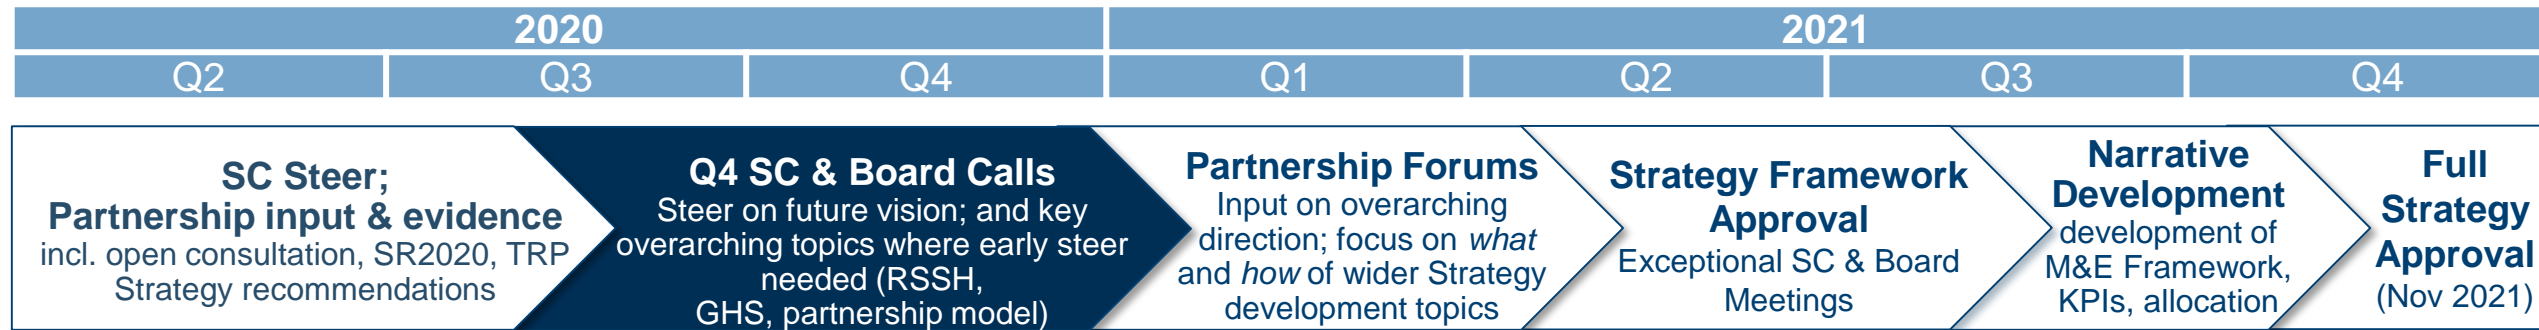 2020
2021
Q2
Q3
Q4
Q1
Q2
Q3
Q4
SC Steer;
Partnership input & evidence
incl. open consultation, SR2020, TRP
Strategy recommendations
Q4 SC & Board Calls
Steer on future vision; and key
overarching topics where early steer
needed (RSSH,
GHS, partnership model)
Partnership Forums
Input on overarching
direction; focus on what
and how of wider Strategy
development topics
Strategy Framework
Approval
Exceptional SC & Board
Meetings
Narrative
Development
development of
M&E Framework,
KPIs, allocation
Full
Strategy
Approval
(Nov 2021)